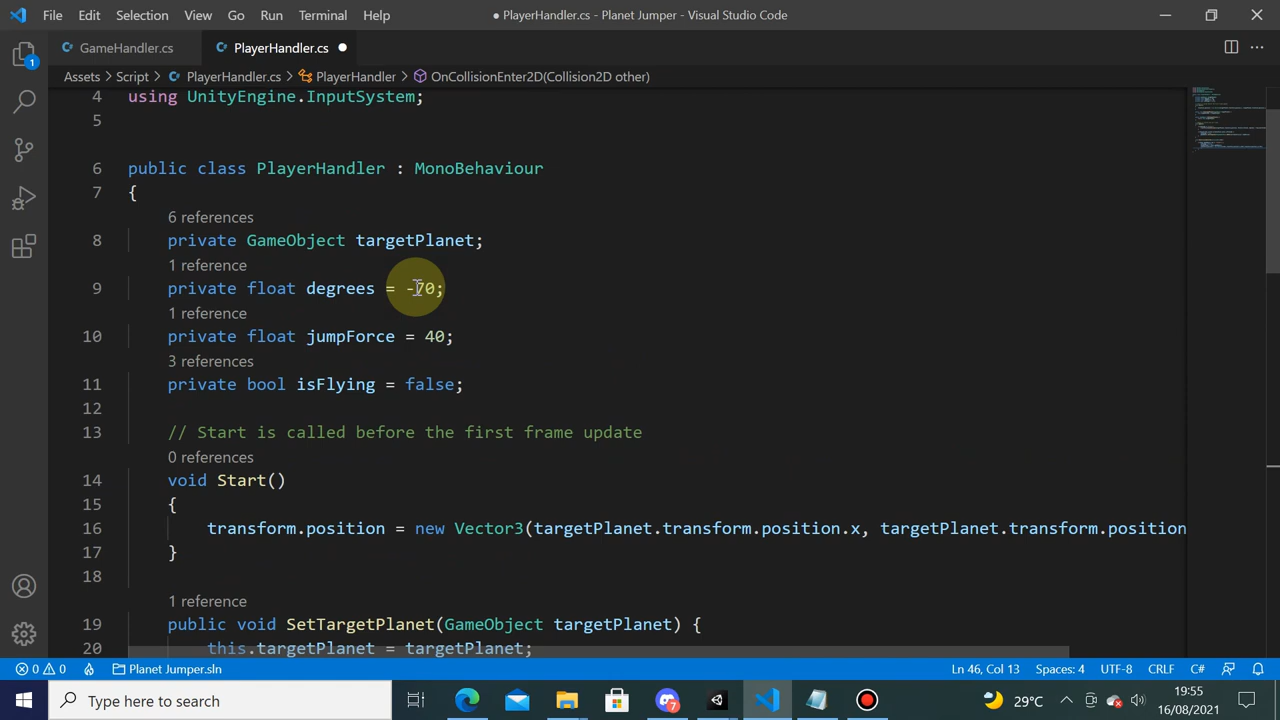 File Edit Selection View Go Run Terminal Help
● PlayerHandler.cs - Planet Jumper - Visual Studio Code
GameHandler.cs
PlayerHandler.cs
Assets > Script > PlayerHandler.cs > PlayerHandler > OnCollisionEnter2D(Collision2D other)
1
4 using UnityEngine.InputSystem;
5
6 public class PlayerHandler : MonoBehaviour
7 {
6 references
8 private GameObject targetPlanet;
1 reference
9 private float degrees = -70;
1 reference
10 private float jumpForce = 40;
3 references
11 private bool isFlying = false;
12
13 // Start is called before the first frame update
0 references
14 void Start()
15 {
16 transform.position = new Vector3(targetPlanet.transform.position.x, targetPlanet.transform.position
17 }
18
1 reference
19 public void SetTargetPlanet(GameObject targetPlanet) {
20 this.targetPlanet = targetPlanet;
0 0 Planet Jumper.sln Ln 46, Col 13 Spaces: 4 UTF-8 CRLF C#
Type here to search
7
29°C
19:55
16/08/2021